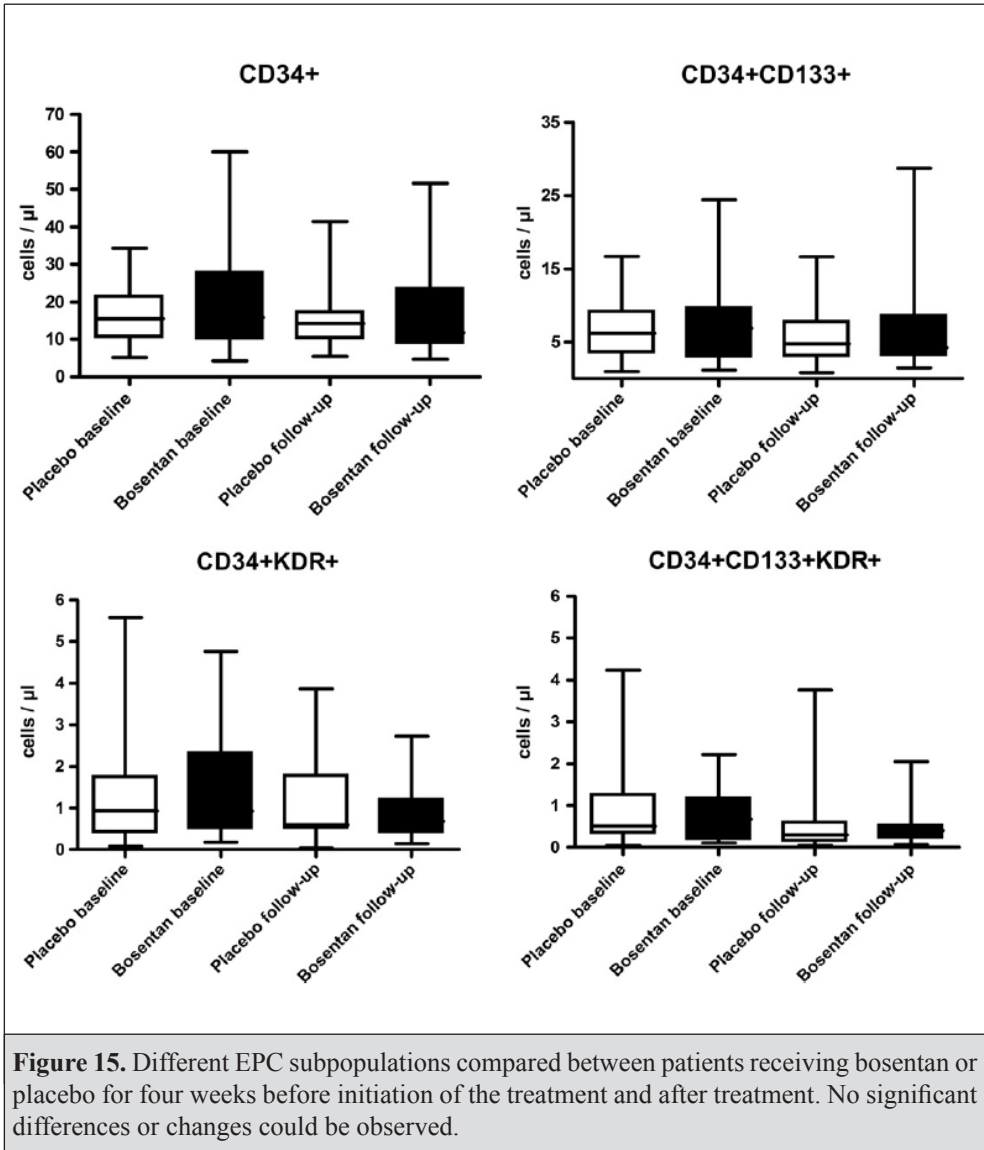 CD34+
70
60
50
40
30
20
10
0
cells / µl
Placebo baseline
Bosentan baseline
Placebo follow-up
Bosentan follow-up
CD34+CD133+
35
25
15
5
cells / µl
Placebo baseline
Bosentan baseline
Placebo follow-up
Bosentan follow-up
CD34+KDR+
6
5
4
3
2
1
0
cells / µl
Placebo baseline
Bosentan baseline
Placebo follow-up
Bosentan follow-up
CD34+CD133+KDR+
6
5
4
3
2
1
0
cells / µl
Placebo baseline
Bosentan baseline
Placebo follow-up
Bosentan follow-up
Figure 15. Different EPC subpopulations compared between patients receiving bosentan or
placebo for four weeks before initiation of the treatment and after treatment. No significant
differences or changes could be observed.